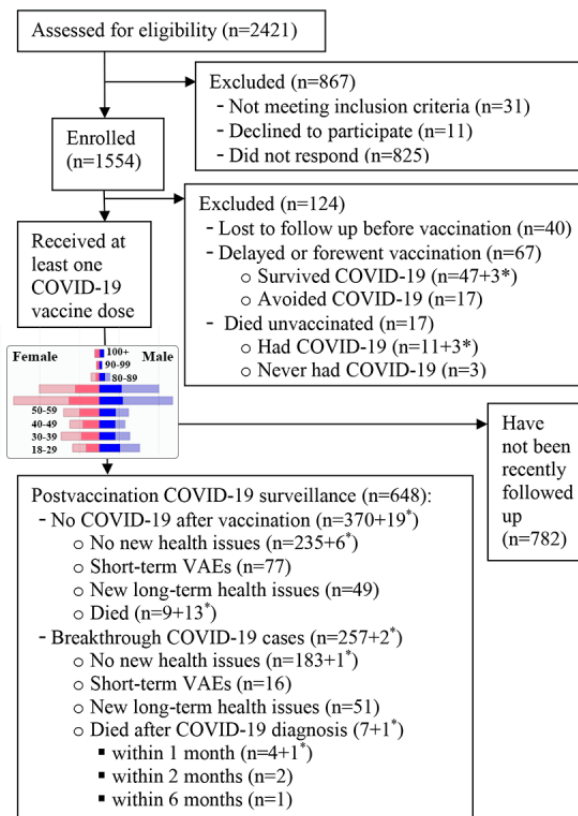 Assessed for eligibility (n=2421)
Excluded (n=867)
- Not meeting inclusion criteria (n=31)
- Declined to participate (n=11)
- Did not respond (n=825)
Enrolled
(n=1554)
Excluded (n=124)
- Lost to follow up before vaccination (n=40)
- Delayed or forewent vaccination (n=67)
o Survived COVID-19 (n=47+3*)
o Avoided COVID-19 (n=17)
- Died unvaccinated (n=17)
o Had COVID-19 (n=11+3*)
o Never had COVID-19 (n=3)
Received at
least one
COVID-19
vaccine dose
Female 100+ Male
90-99
80-89
50-59
40-49
30-39
18-29
Have
not been
recently
followed
up
(n=782)
Postvaccination COVID-19 surveillance (n=648):
- No COVID-19 after vaccination (n=370+19*)
o No new health issues (n=235+6*)
o Short-term VAEs (n=77)
o New long-term health issues (n=49)
o Died (n=9+13*)
- Breakthrough COVID-19 cases (n=257+2*)
o No new health issues (n=183+1*)
o Short-term VAEs (n=16)
o New long-term health issues (n=51)
o Died after COVID-19 diagnosis (7+1*)
▪ within 1 month (n=4+1*)
▪ within 2 months (n=2)
▪ within 6 months (n=1)